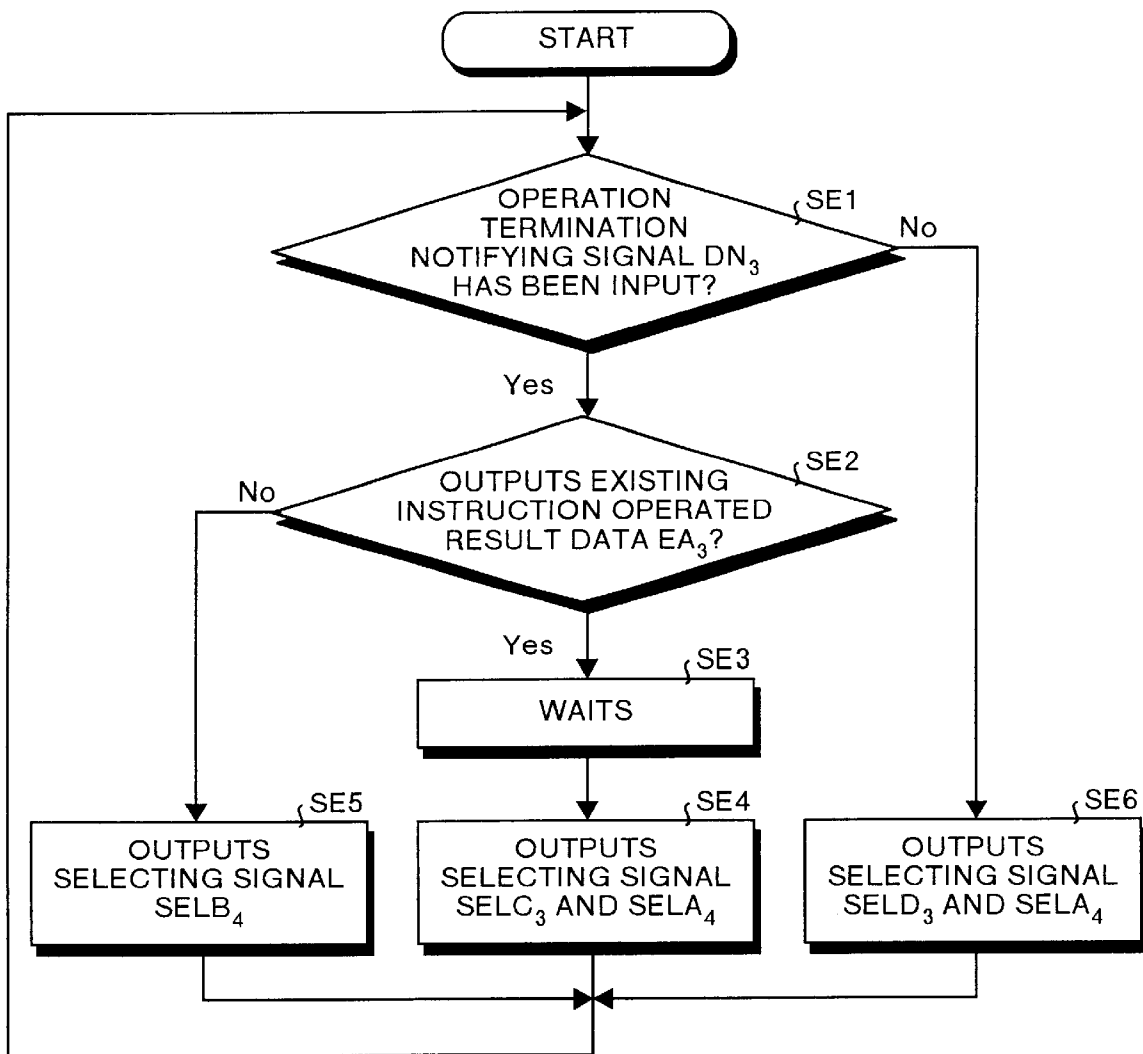 START
OPERATION
TERMINATION
NOTIFYING SIGNAL DN₃
HAS BEEN INPUT?
SE1
No
Yes
OUTPUTS EXISTING
INSTRUCTION OPERATED
RESULT DATA EA₃?
SE2
No
Yes
SE3
WAITS
SE5
OUTPUTS
SELECTING SIGNAL
SELB₄
SE4
OUTPUTS
SELECTING SIGNAL
SELC₃ AND SELA₄
SE6
OUTPUTS
SELECTING SIGNAL
SELD₃ AND SELA₄